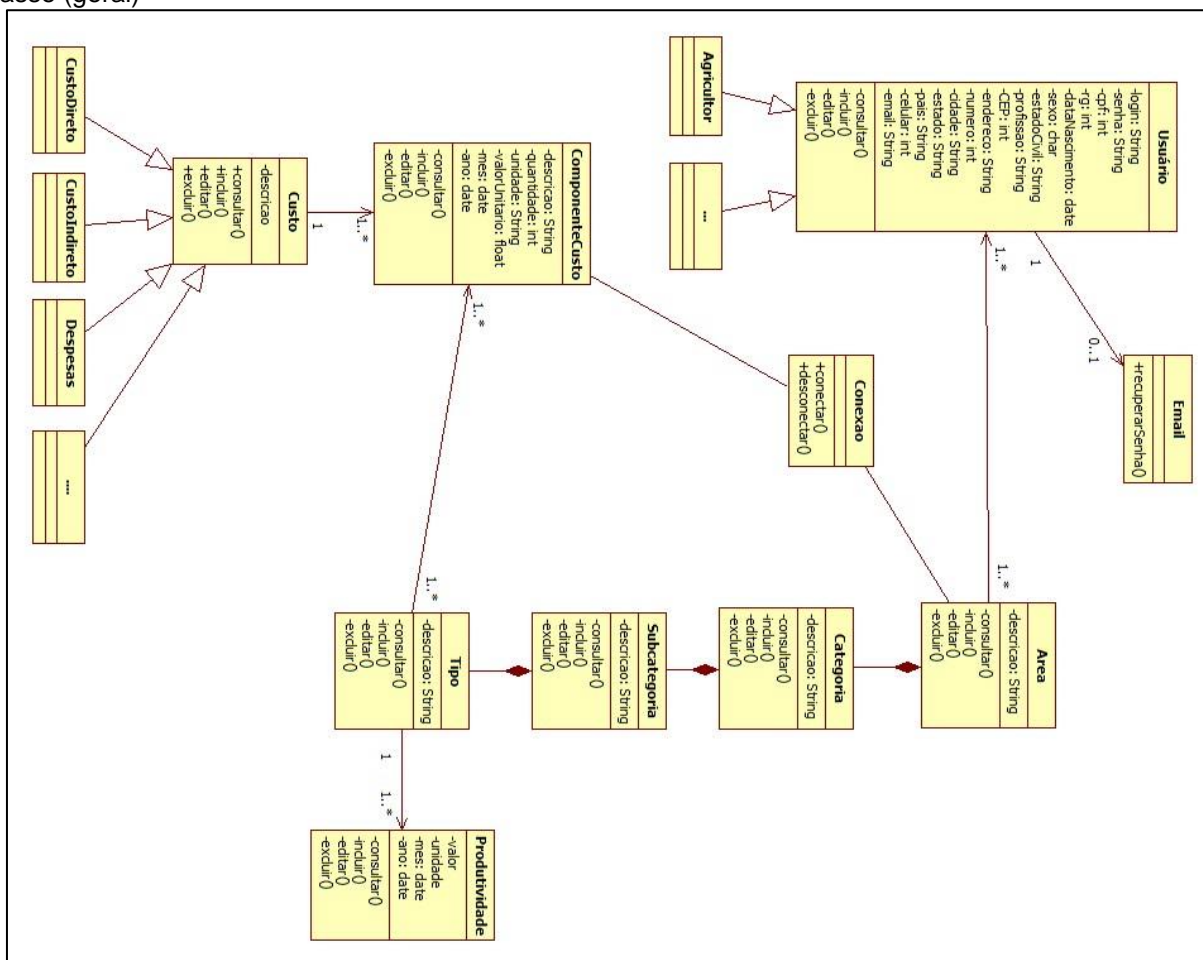 (geral)
Usuário
-login: String
-senha: String
-cpf: int
-rg: int
-dataNascimento: date
-sexo: char
-estadoCivil: String
-profissao: String
-CEP: int
-endereco: String
-numero: int
-cidade: String
-estado: String
-pais: String
-celular: int
-email: String
-consultar()
-incluir()
-editar()
-excluir()
Agricultor
...
1
0..1
Email
+recuperarSenha()
1..*
1..*
Area
-descricao: String
-consultar()
-incluir()
-editar()
-excluir()
Conexao
+conectar()
+desconectar()
Categoria
-descricao: String
-consultar()
-incluir()
-editar()
-excluir()
Subcategoria
-descricao: String
-consultar()
-incluir()
-editar()
-excluir()
Tipo
-descricao: String
-consultar()
-incluir()
-editar()
-excluir()
1
1..*
Produtividade
-valor
-unidade
-mes: date
-ano: date
-consultar()
-incluir()
-editar()
-excluir()
1..*
1..*
ComponenteCusto
-descricao: String
-quantidade: int
-unidade: String
-valorUnitario: float
-mes: date
-ano: date
-consultar()
-incluir()
-editar()
-excluir()
1
1..*
Custo
-descricao
+consultar()
+incluir()
+editar()
+excluir()
CustoDireto
CustoIndireto
Despesas
....